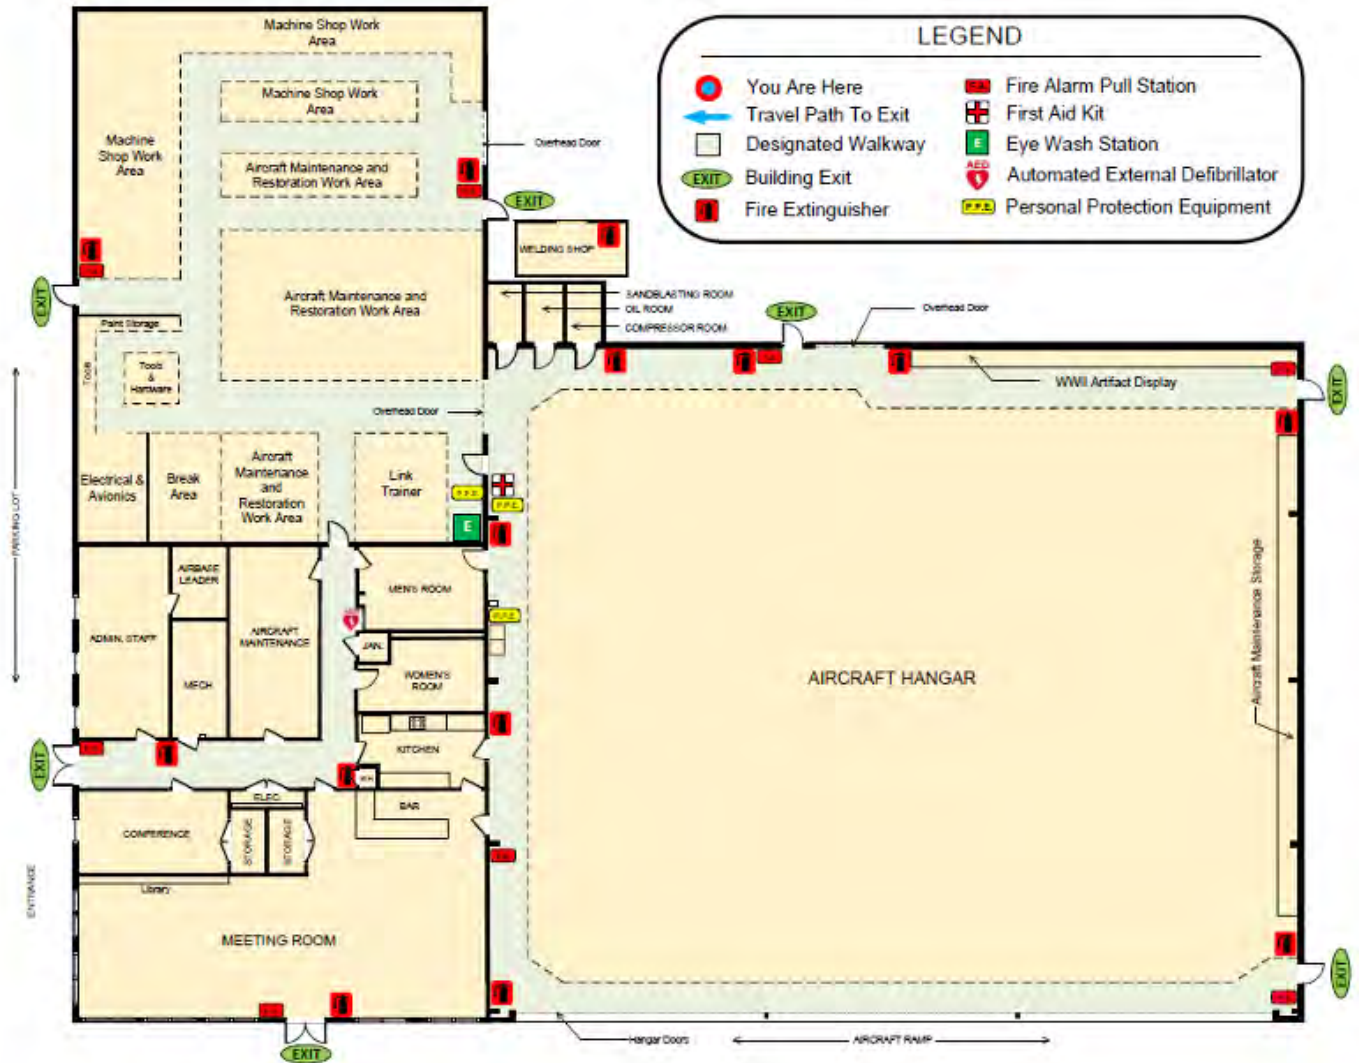 LEGEND
You Are Here
Travel Path To Exit
Designated Walkway
EXIT Building Exit
Fire Extinguisher
Fire Alarm Pull Station
First Aid Kit
E Eye Wash Station
AED Automated External Defibrillator
P.P.E. Personal Protection Equipment
Machine Shop Work
Area
Machine Shop Work
Area
Machine
Shop Work
Area
Overhead Door
Aircraft Maintenance and
Restoration Work Area
EXIT
WELDING SHOP
EXIT
Aircraft Maintenance and
Restoration Work Area
SANDBLASTING ROOM
OIL ROOM
COMPRESSOR ROOM
EXIT
Overhead Door
Paint Storage
Tools
Tools
&
Hardware
WWII Artifact Display
EXIT
Overhead Door
PARKING LOT
Electrical &
Avionics
Break
Area
Aircraft
Maintenance
and
Restoration
Work Area
Link
Trainer
P.P.E.
P.P.E.
E
AIRBASE
LEADER
MEN'S ROOM
P.P.E.
ADMIN. STAFF
AIRCRAFT
MAINTENANCE
JAN.
MECH
WOMEN'S
ROOM
AIRCRAFT HANGAR
Aircraft Maintenance Storage
EXIT
KITCHEN
ELEC.
BAR
CONFERENCE
STORAGE
STORAGE
ENTRANCE
Library
MEETING ROOM
EXIT
EXIT
Hangar Doors
AIRCRAFT RAMP